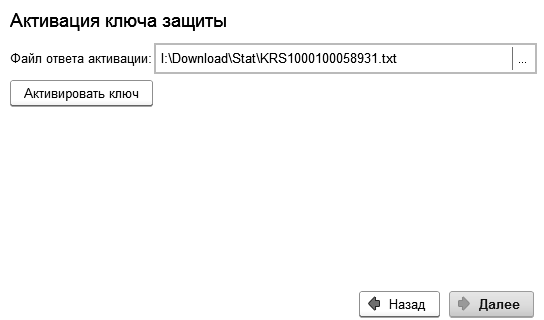 Активация ключа защиты
Файл ответа активации: I:\Download\Stat\KRS1000100058931.txt ...
Активировать ключ
Назад Далее